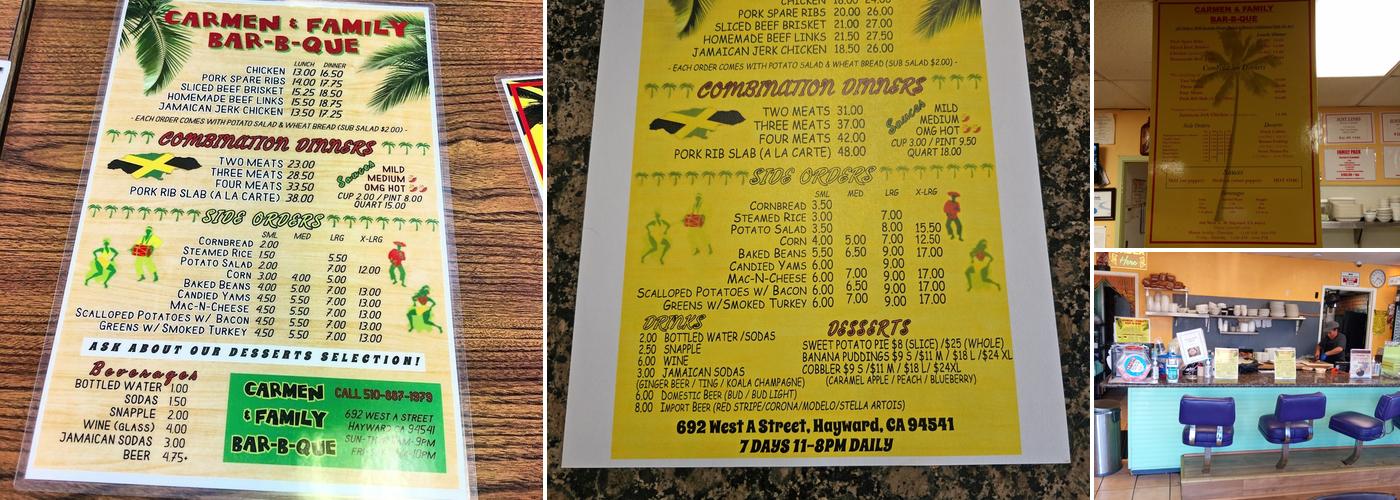 CARMEN & FAMILY
BAR-B-QUE
LUNCH DINNER
CHICKEN 13.00 16.50
PORK SPARE RIBS 14.00 17.75
SLICED BEEF BRISKET 15.25 18.50
HOMEMADE BEEF LINKS 15.50 18.75
JAMAICAN JERK CHICKEN 13.50 17.25
- EACH ORDER COMES WITH POTATO SALAD & WHEAT BREAD (SUB SALAD $2.00) -
COMBINATION DINNERS
TWO MEATS 23.00
THREE MEATS 28.50
FOUR MEATS 33.50
PORK RIB SLAB (A LA CARTE) 38.00
Sauces
MILD
MEDIUM
OMG HOT
CUP 2.00 / PINT 8.00
QUART 15.00
SIDE ORDERS
SML MED LRG X-LRG
CORNBREAD 2.00
STEAMED RICE 1.50 5.50
POTATO SALAD 2.00 7.00 12.00
CORN 3.00 4.00 5.00
BAKED BEANS 4.00 5.50 7.00 13.00
CANDIED YAMS 4.50 5.50 7.00 13.00
MAC-N-CHEESE 4.50 5.50 7.00 13.00
SCALLOPED POTATOES W/ BACON 4.50 5.50 7.00 13.00
GREENS W/SMOKED TURKEY 4.50 5.50 7.00 13.00
ASK ABOUT OUR DESSERTS SELECTION!
Beverages
BOTTLED WATER 1.00
SODAS 1.50
SNAPPLE 2.00
WINE (GLASS) 4.00
JAMAICAN SODAS 3.00
BEER 4.75+
CARMEN
& FAMILY
BAR-B-QUE
CALL 510-887-1979
692 WEST A STREET
HAYWARD, CA 94541
CHICKEN 18.00 24.00
PORK SPARE RIBS 20.00 26.00
SLICED BEEF BRISKET 21.00 27.00
HOMEMADE BEEF LINKS 21.50 27.50
JAMAICAN JERK CHICKEN 18.50 26.00
- EACH ORDER COMES WITH POTATO SALAD & WHEAT BREAD (SUB SALAD $2.00) -
COMBINATION DINNERS
TWO MEATS 31.00
THREE MEATS 37.00
FOUR MEATS 42.00
PORK RIB SLAB (A LA CARTE) 48.00
Sauces
MILD
MEDIUM
OMG HOT
CUP 3.00 / PINT 9.50
QUART 18.00
SIDE ORDERS
SML MED LRG X-LRG
CORNBREAD 3.50
STEAMED RICE 3.00 7.00
POTATO SALAD 3.50 8.00 15.50
CORN 4.00 5.00 7.00 12.50
BAKED BEANS 5.50 6.50 9.00 17.00
CANDIED YAMS 6.00 9.00
MAC-N-CHEESE 6.00 7.00 9.00 17.00
SCALLOPED POTATOES W/ BACON 6.00 6.50 9.00 17.00
GREENS W/SMOKED TURKEY 6.00 7.00 9.00 17.00
DRINKS
2.00 BOTTLED WATER /SODAS
2.50 SNAPPLE
6.00 WINE
3.00 JAMAICAN SODAS
(GINGER BEER / TING / KOALA CHAMPAGNE)
6.00 DOMESTIC BEER (BUD / BUD LIGHT)
8.00 IMPORT BEER (RED STRIPE/CORONA/MODELO/STELLA ARTOIS)
DESSERTS
SWEET POTATO PIE $8 (SLICE) /$25 (WHOLE)
BANANA PUDDINGS $9 S /$11 M / $18 L /$24 XL
COBBLER $9 S /$11 M / $18 L / $24XL
(CARAMEL APPLE / PEACH / BLUEBERRY)
692 West A Street, Hayward, CA 94541
7 DAYS 11-8PM DAILY
CARMEN & FAMILY
BAR-B-QUE
Combination Dinners
Side Orders
Desserts
Sauces
Beverages
JUST LINKS
FAMILY PACK